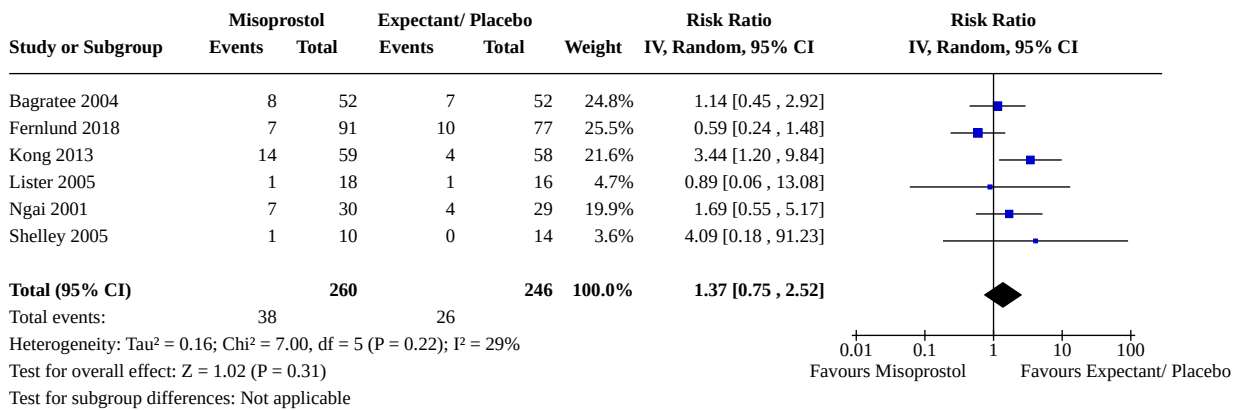 Misoprostol Expectant/ Placebo Risk Ratio Risk Ratio
Study or Subgroup Events Total Events Total Weight IV, Random, 95% CI IV, Random, 95% CI
Bagratee 2004 8 52 7 52 24.8% 1.14 [0.45 , 2.92]
Fernlund 2018 7 91 10 77 25.5% 0.59 [0.24 , 1.48]
Kong 2013 14 59 4 58 21.6% 3.44 [1.20 , 9.84]
Lister 2005 1 18 1 16 4.7% 0.89 [0.06 , 13.08]
Ngai 2001 7 30 4 29 19.9% 1.69 [0.55 , 5.17]
Shelley 2005 1 10 0 14 3.6% 4.09 [0.18 , 91.23]
Total (95% CI) 260 246 100.0% 1.37 [0.75 , 2.52]
Total events: 38 26
Heterogeneity: Tau² = 0.16; Chi² = 7.00, df = 5 (P = 0.22); I² = 29%
0.01 0.1 1 10 100
Test for overall effect: Z = 1.02 (P = 0.31)
Favours Misoprostol Favours Expectant/ Placebo
Test for subgroup differences: Not applicable